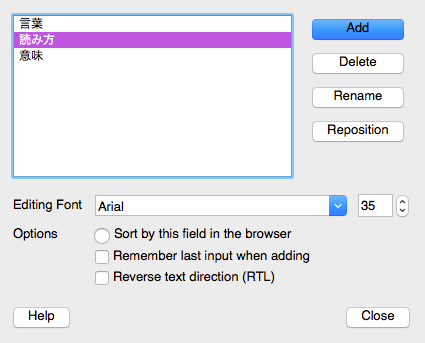 言葉
読み方
意味
Add
Delete
Rename
Reposition
Editing Font Arial 35
Options Sort by this field in the browser
Remember last input when adding
Reverse text direction (RTL)
Help Close